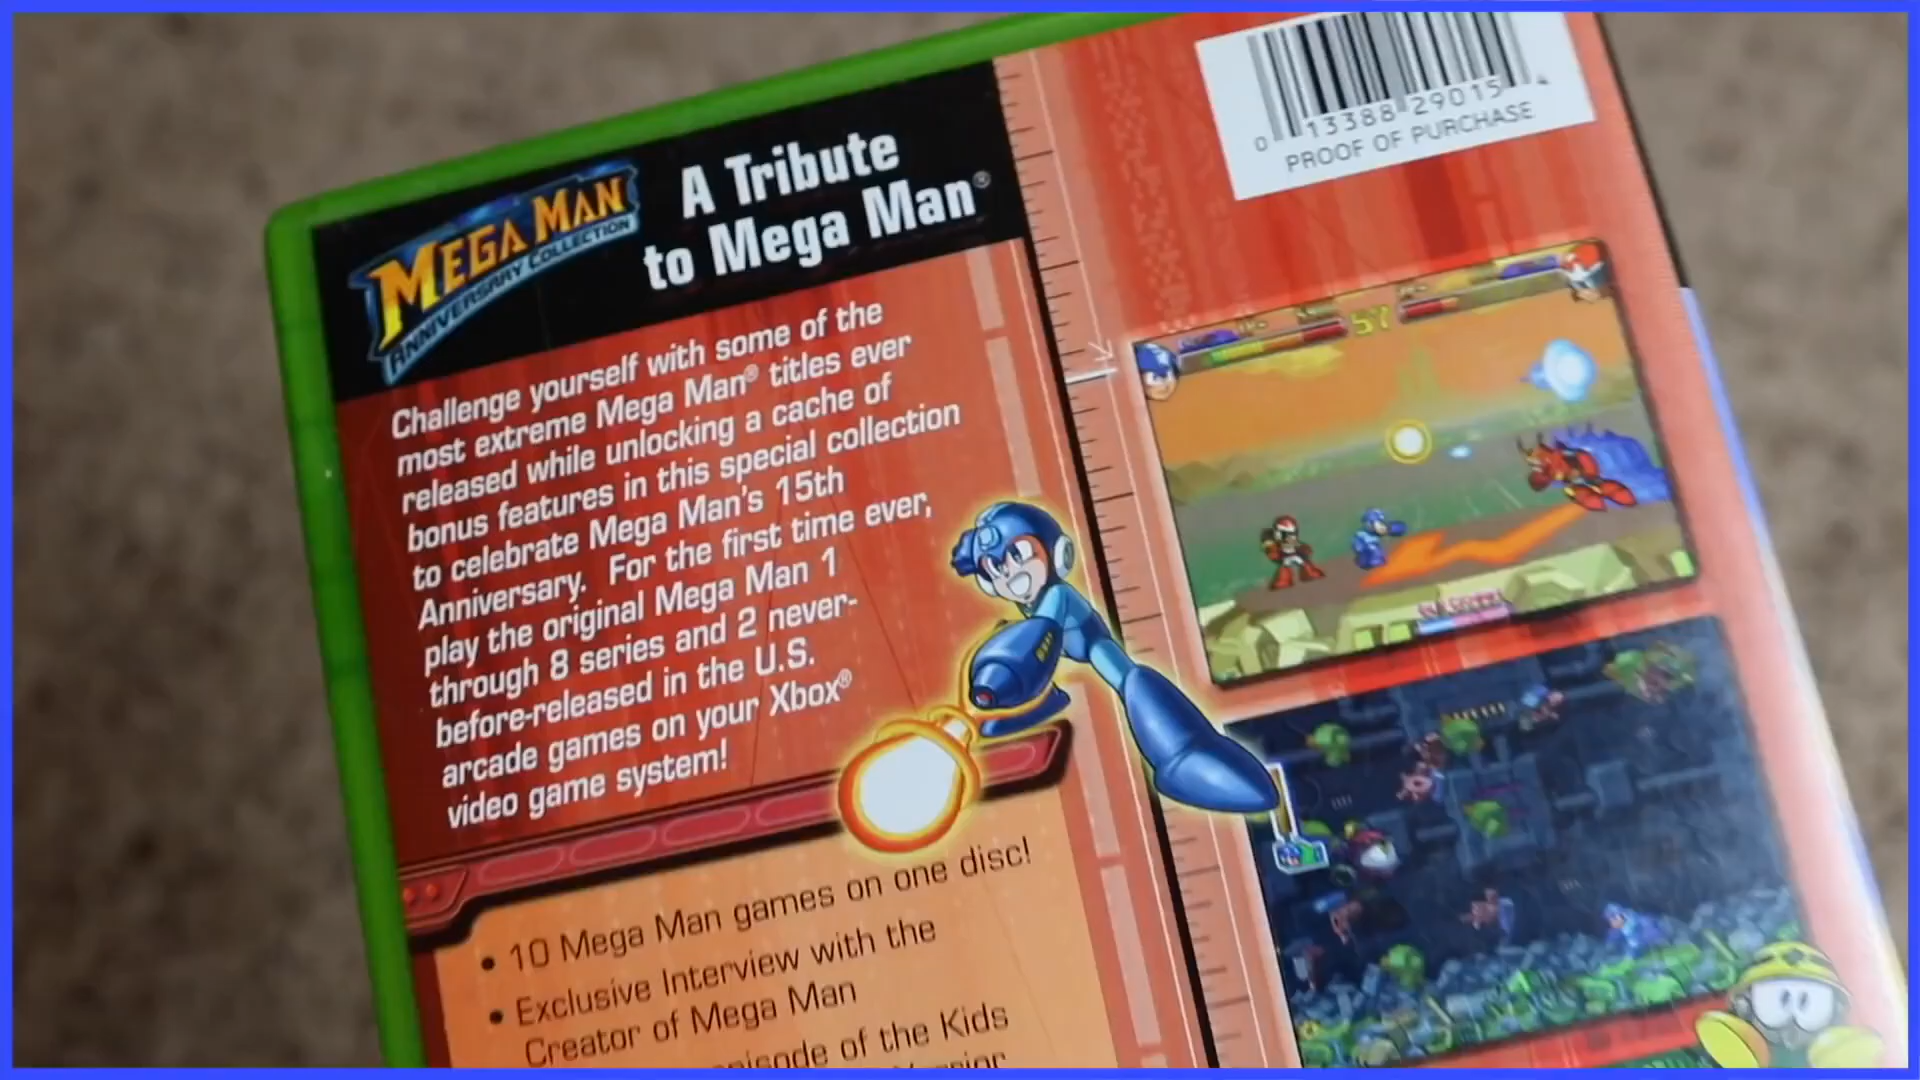 MEGA MAN
ANNIVERSARY COLLECTION
A Tribute
to Mega Man®
Challenge yourself with some of the
most extreme Mega Man® titles ever
released while unlocking a cache of
bonus features in this special collection
to celebrate Mega Man's 15th
Anniversary. For the first time ever,
play the original Mega Man 1
through 8 series and 2 never-
before-released in the U.S.
arcade games on your Xbox®
video game system!
• 10 Mega Man games on one disc!
• Exclusive Interview with the
Creator of Mega Man
episode of the Kids
0 13388 29015 4
PROOF OF PURCHASE
57